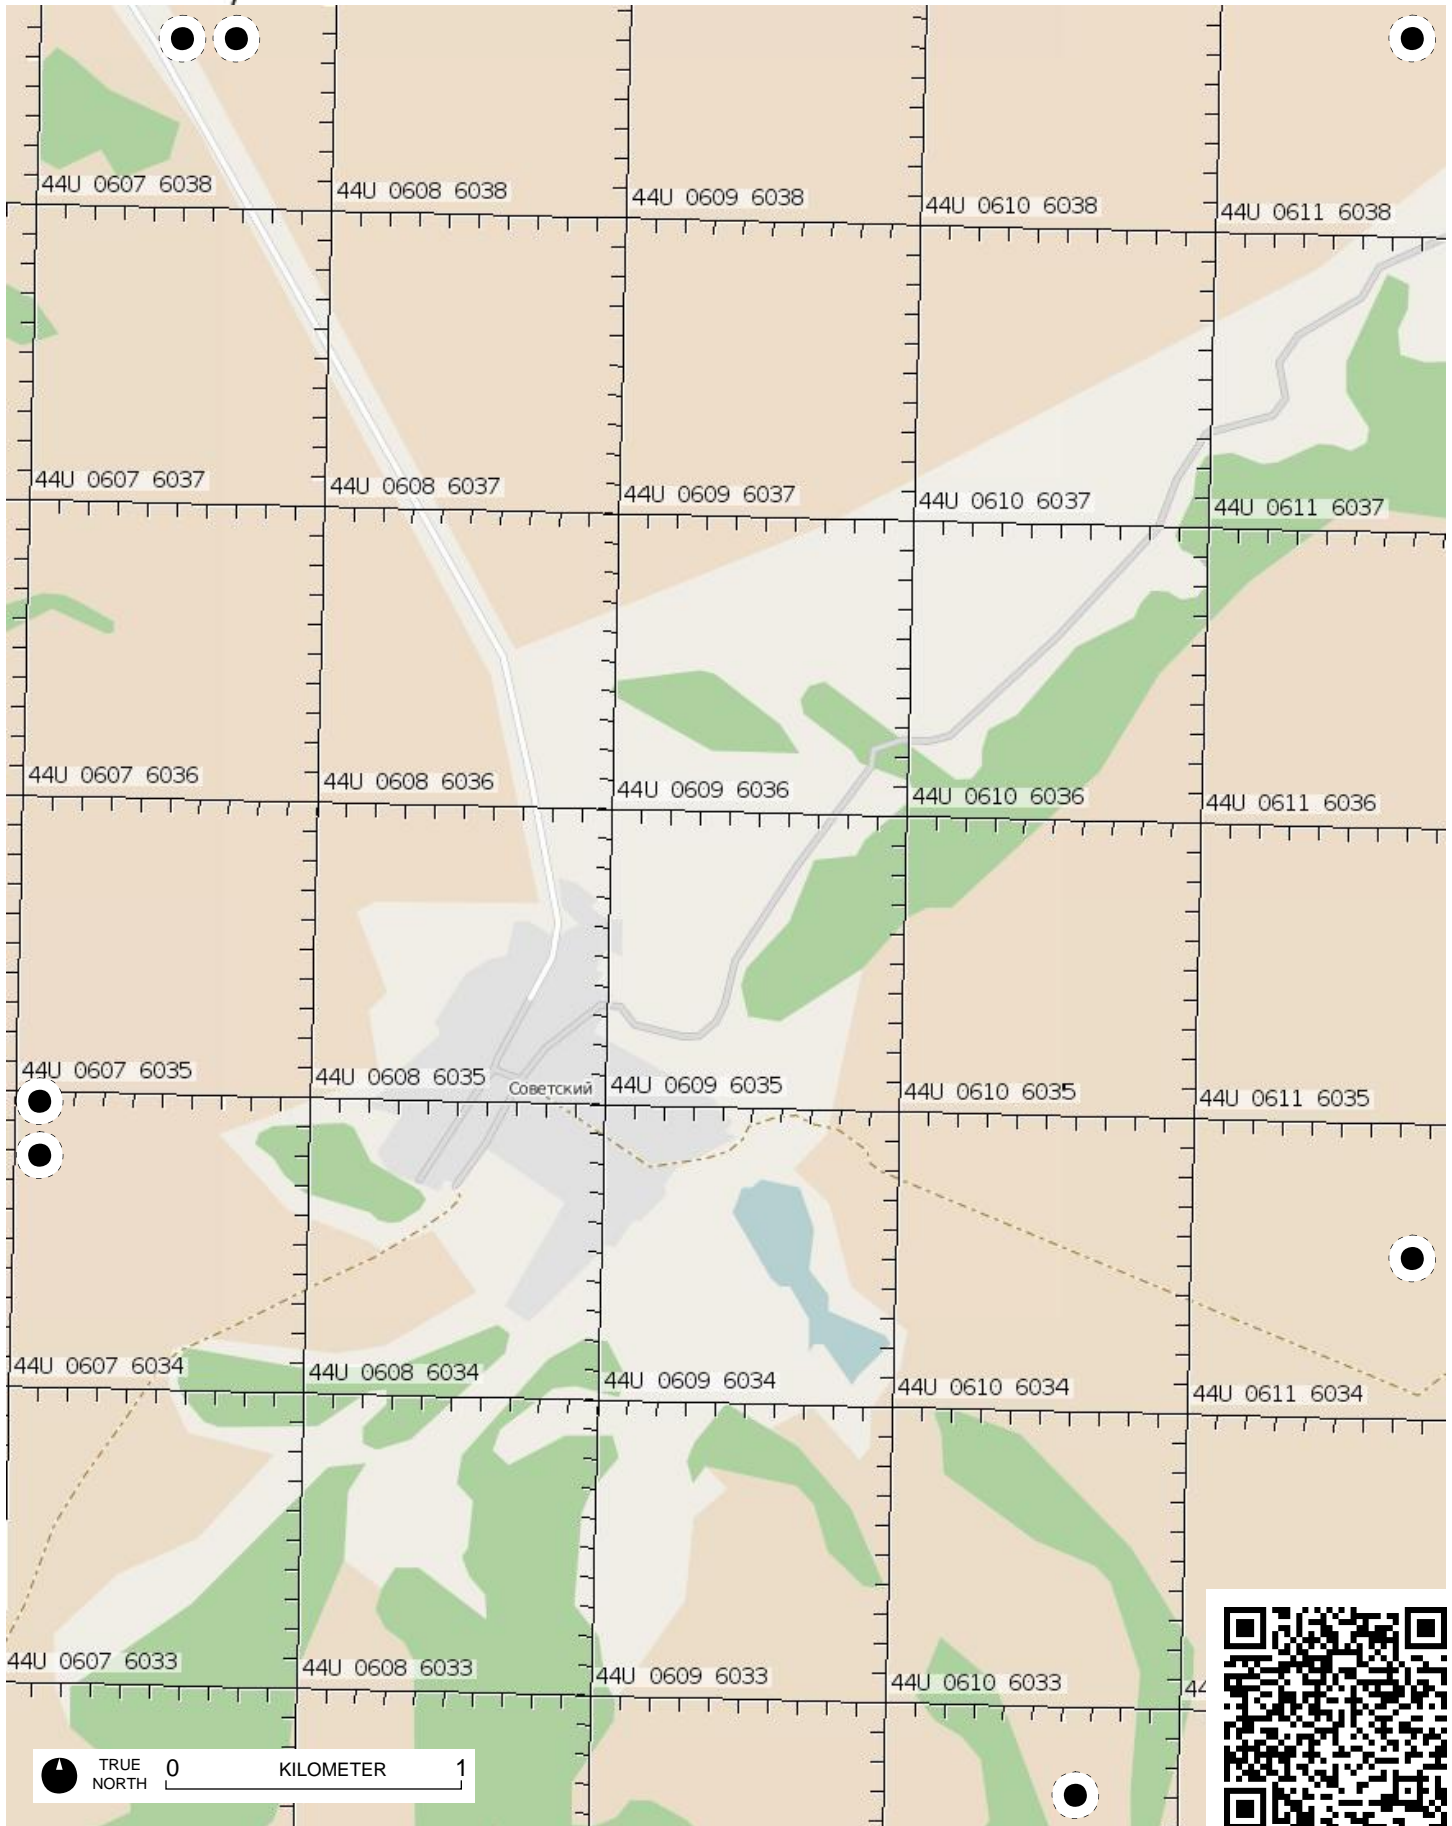 44U 0607 6038
44U 0608 6038
44U 0609 6038
44U 0610 6038
44U 0611 6038
44U 0607 6037
44U 0608 6037
44U 0609 6037
44U 0610 6037
44U 0611 6037
44U 0607 6036
44U 0608 6036
44U 0609 6036
44U 0610 6036
44U 0611 6036
44U 0607 6035
44U 0608 6035
Советский
44U 0609 6035
44U 0610 6035
44U 0611 6035
44U 0607 6034
44U 0608 6034
44U 0609 6034
44U 0610 6034
44U 0611 6034
44U 0607 6033
44U 0608 6033
44U 0609 6033
44U 0610 6033
TRUE NORTH
0 KILOMETER 1